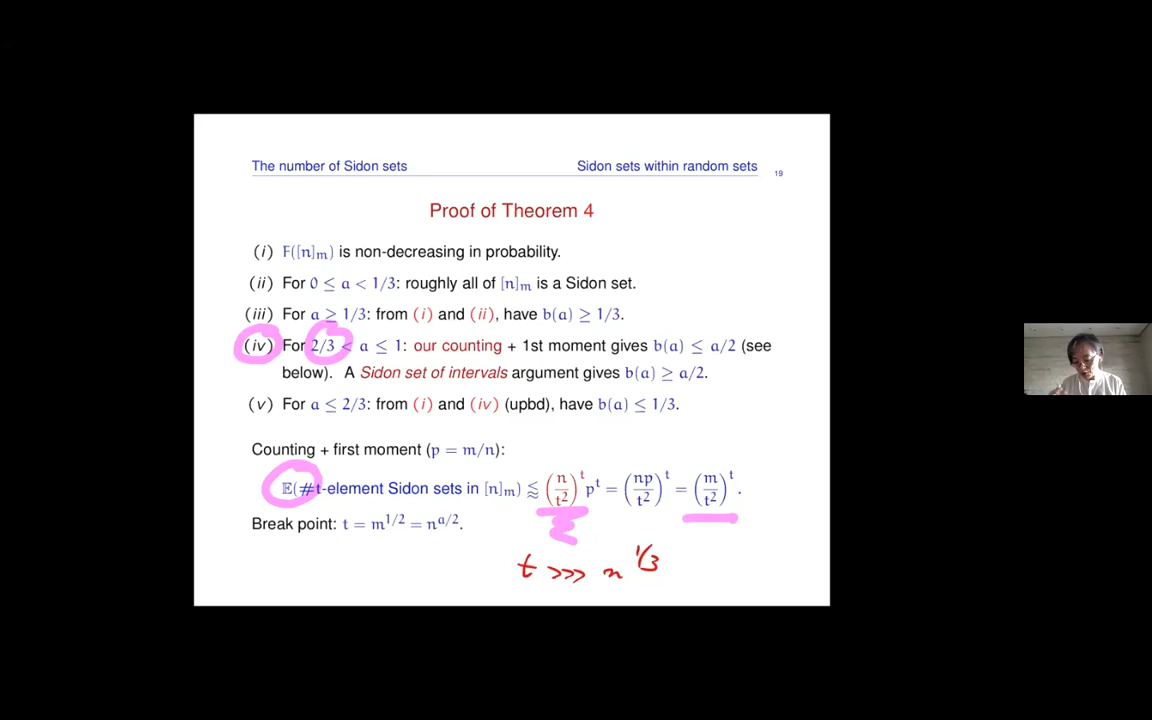 The number of Sidon sets Sidon sets within random sets 19
Proof of Theorem 4
(i) F([n]ₘ) is non-decreasing in probability.
(ii) For 0 ≤ a < 1/3: roughly all of [n]ₘ is a Sidon set.
(iii) For a ≥ 1/3: from (i) and (ii), have b(a) ≥ 1/3.
(iv) For 2/3 < a ≤ 1: our counting + 1st moment gives b(a) ≤ a/2 (see
below). A Sidon set of intervals argument gives b(a) ≥ a/2.
(v) For a ≤ 2/3: from (i) and (iv) (upbd), have b(a) ≤ 1/3.
Counting + first moment (p = m/n):
𝔼(#t-element Sidon sets in [n]ₘ) ⪅ (n/t²)ᵗ pᵗ = (np/t²)ᵗ = (m/t²)ᵗ.
Break point: t = m^{1/2} = n^{a/2}.
t >>> n^{1/3}